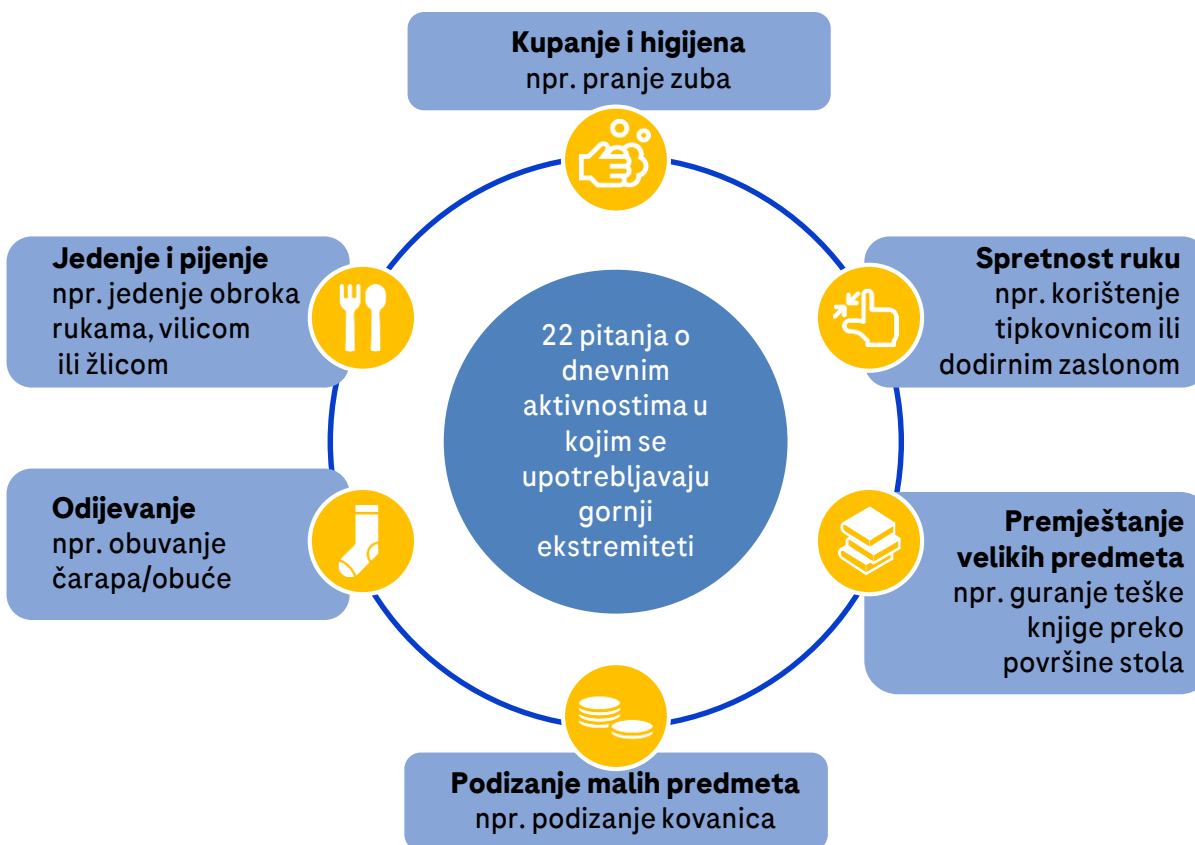 Kupanje i higijena
npr. pranje zuba
Jedenje i pijenje
npr. jedenje obroka
rukama, vilicom
ili žlicom
Spretnost ruku
npr. korištenje
tipkovnicom ili
dodirnim zaslonom
22 pitanja o
dnevnim
aktivnostima u
kojim se
upotrebljavaju
gornji
ekstremiteti
Odijevanje
npr. obuvanje
čarapa/obuće
Premještanje
velikih predmeta
npr. guranje teške
knjige preko
površine stola
Podizanje malih predmeta
npr. podizanje kovanica